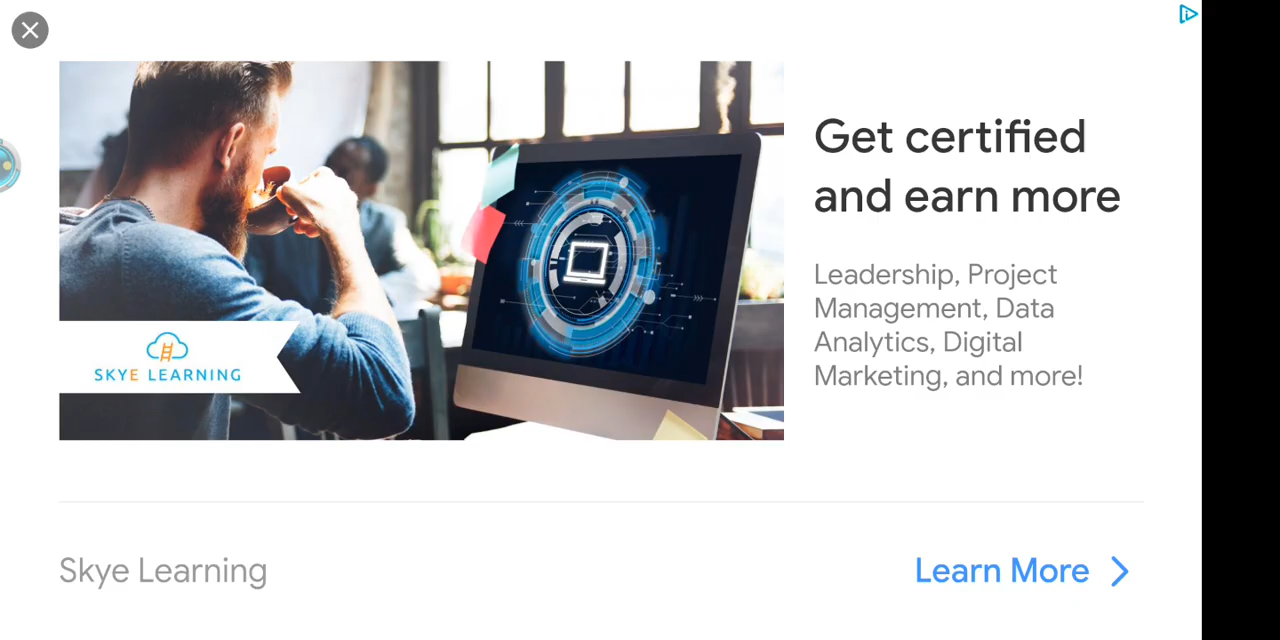 Get certified
and earn more
Leadership, Project
Management, Data
Analytics, Digital
Marketing, and more!
SKYE LEARNING
Skye Learning
Learn More